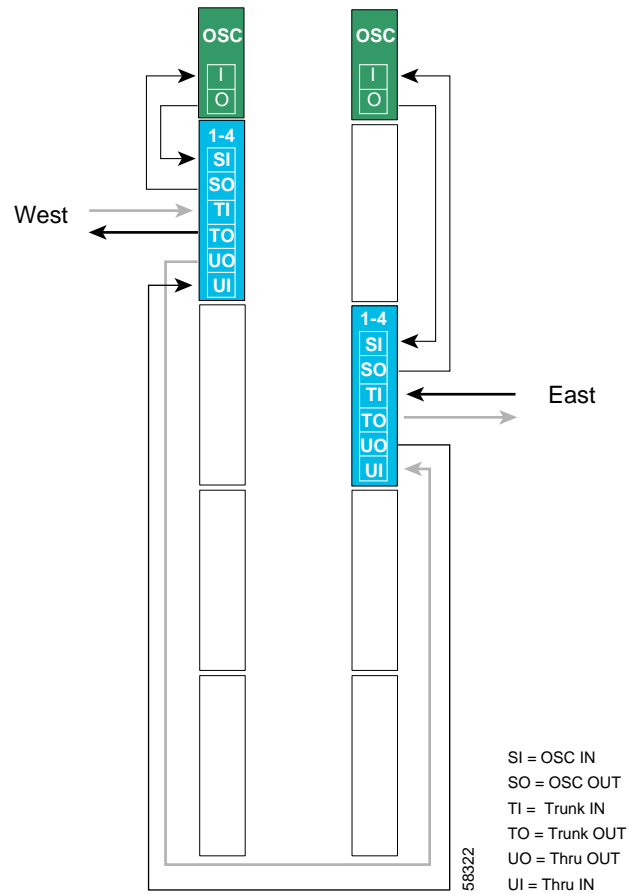 OSC
I
O
1-4
SI
SO
TI
TO
UO
UI
West
OSC
I
O
1-4
SI
SO
TI
TO
UO
UI
East
SI = OSC IN
SO = OSC OUT
TI = Trunk IN
TO = Trunk OUT
UO = Thru OUT
UI = Thru IN
58322